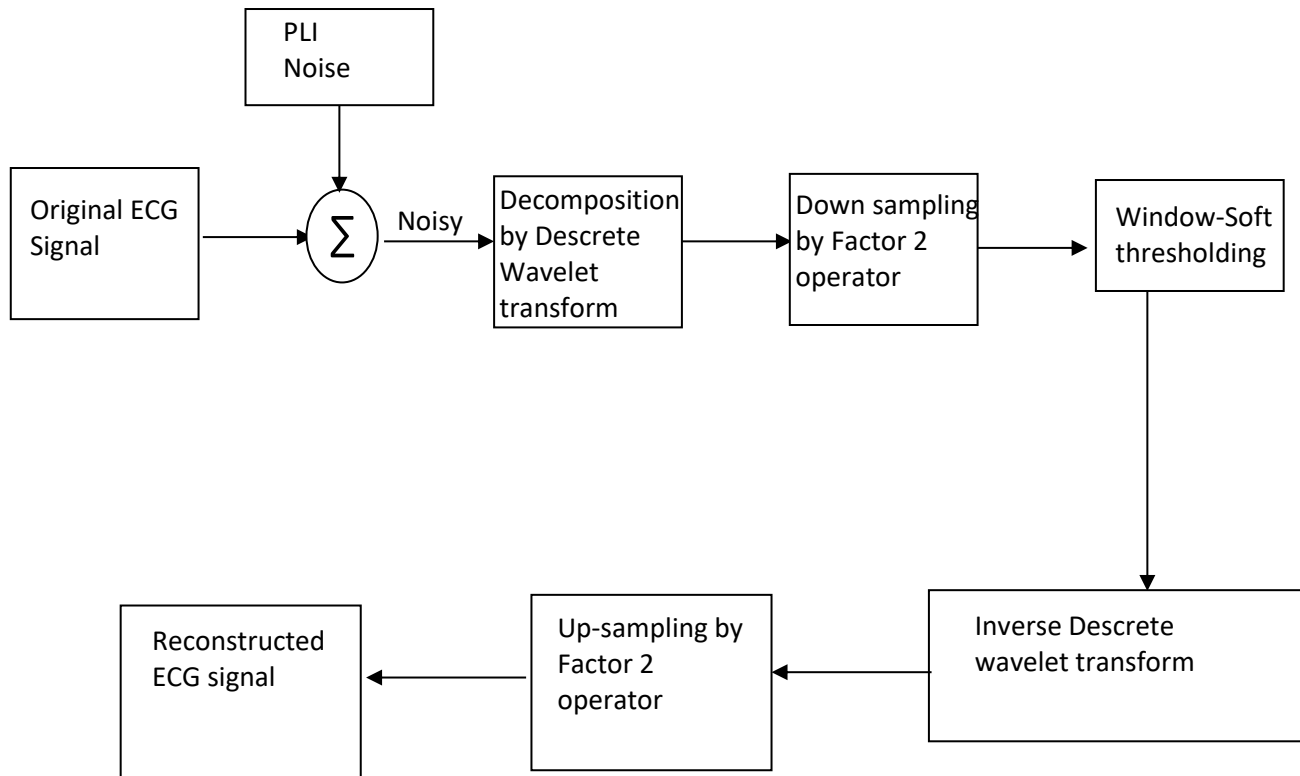 PLI
Noise
Original ECG
Signal
∑
Noisy
Decomposition
by Descrete
Wavelet
transform
Down sampling
by Factor 2
operator
Window-Soft
thresholding
Inverse Descrete
wavelet transform
Up-sampling by
Factor 2
operator
Reconstructed
ECG signal